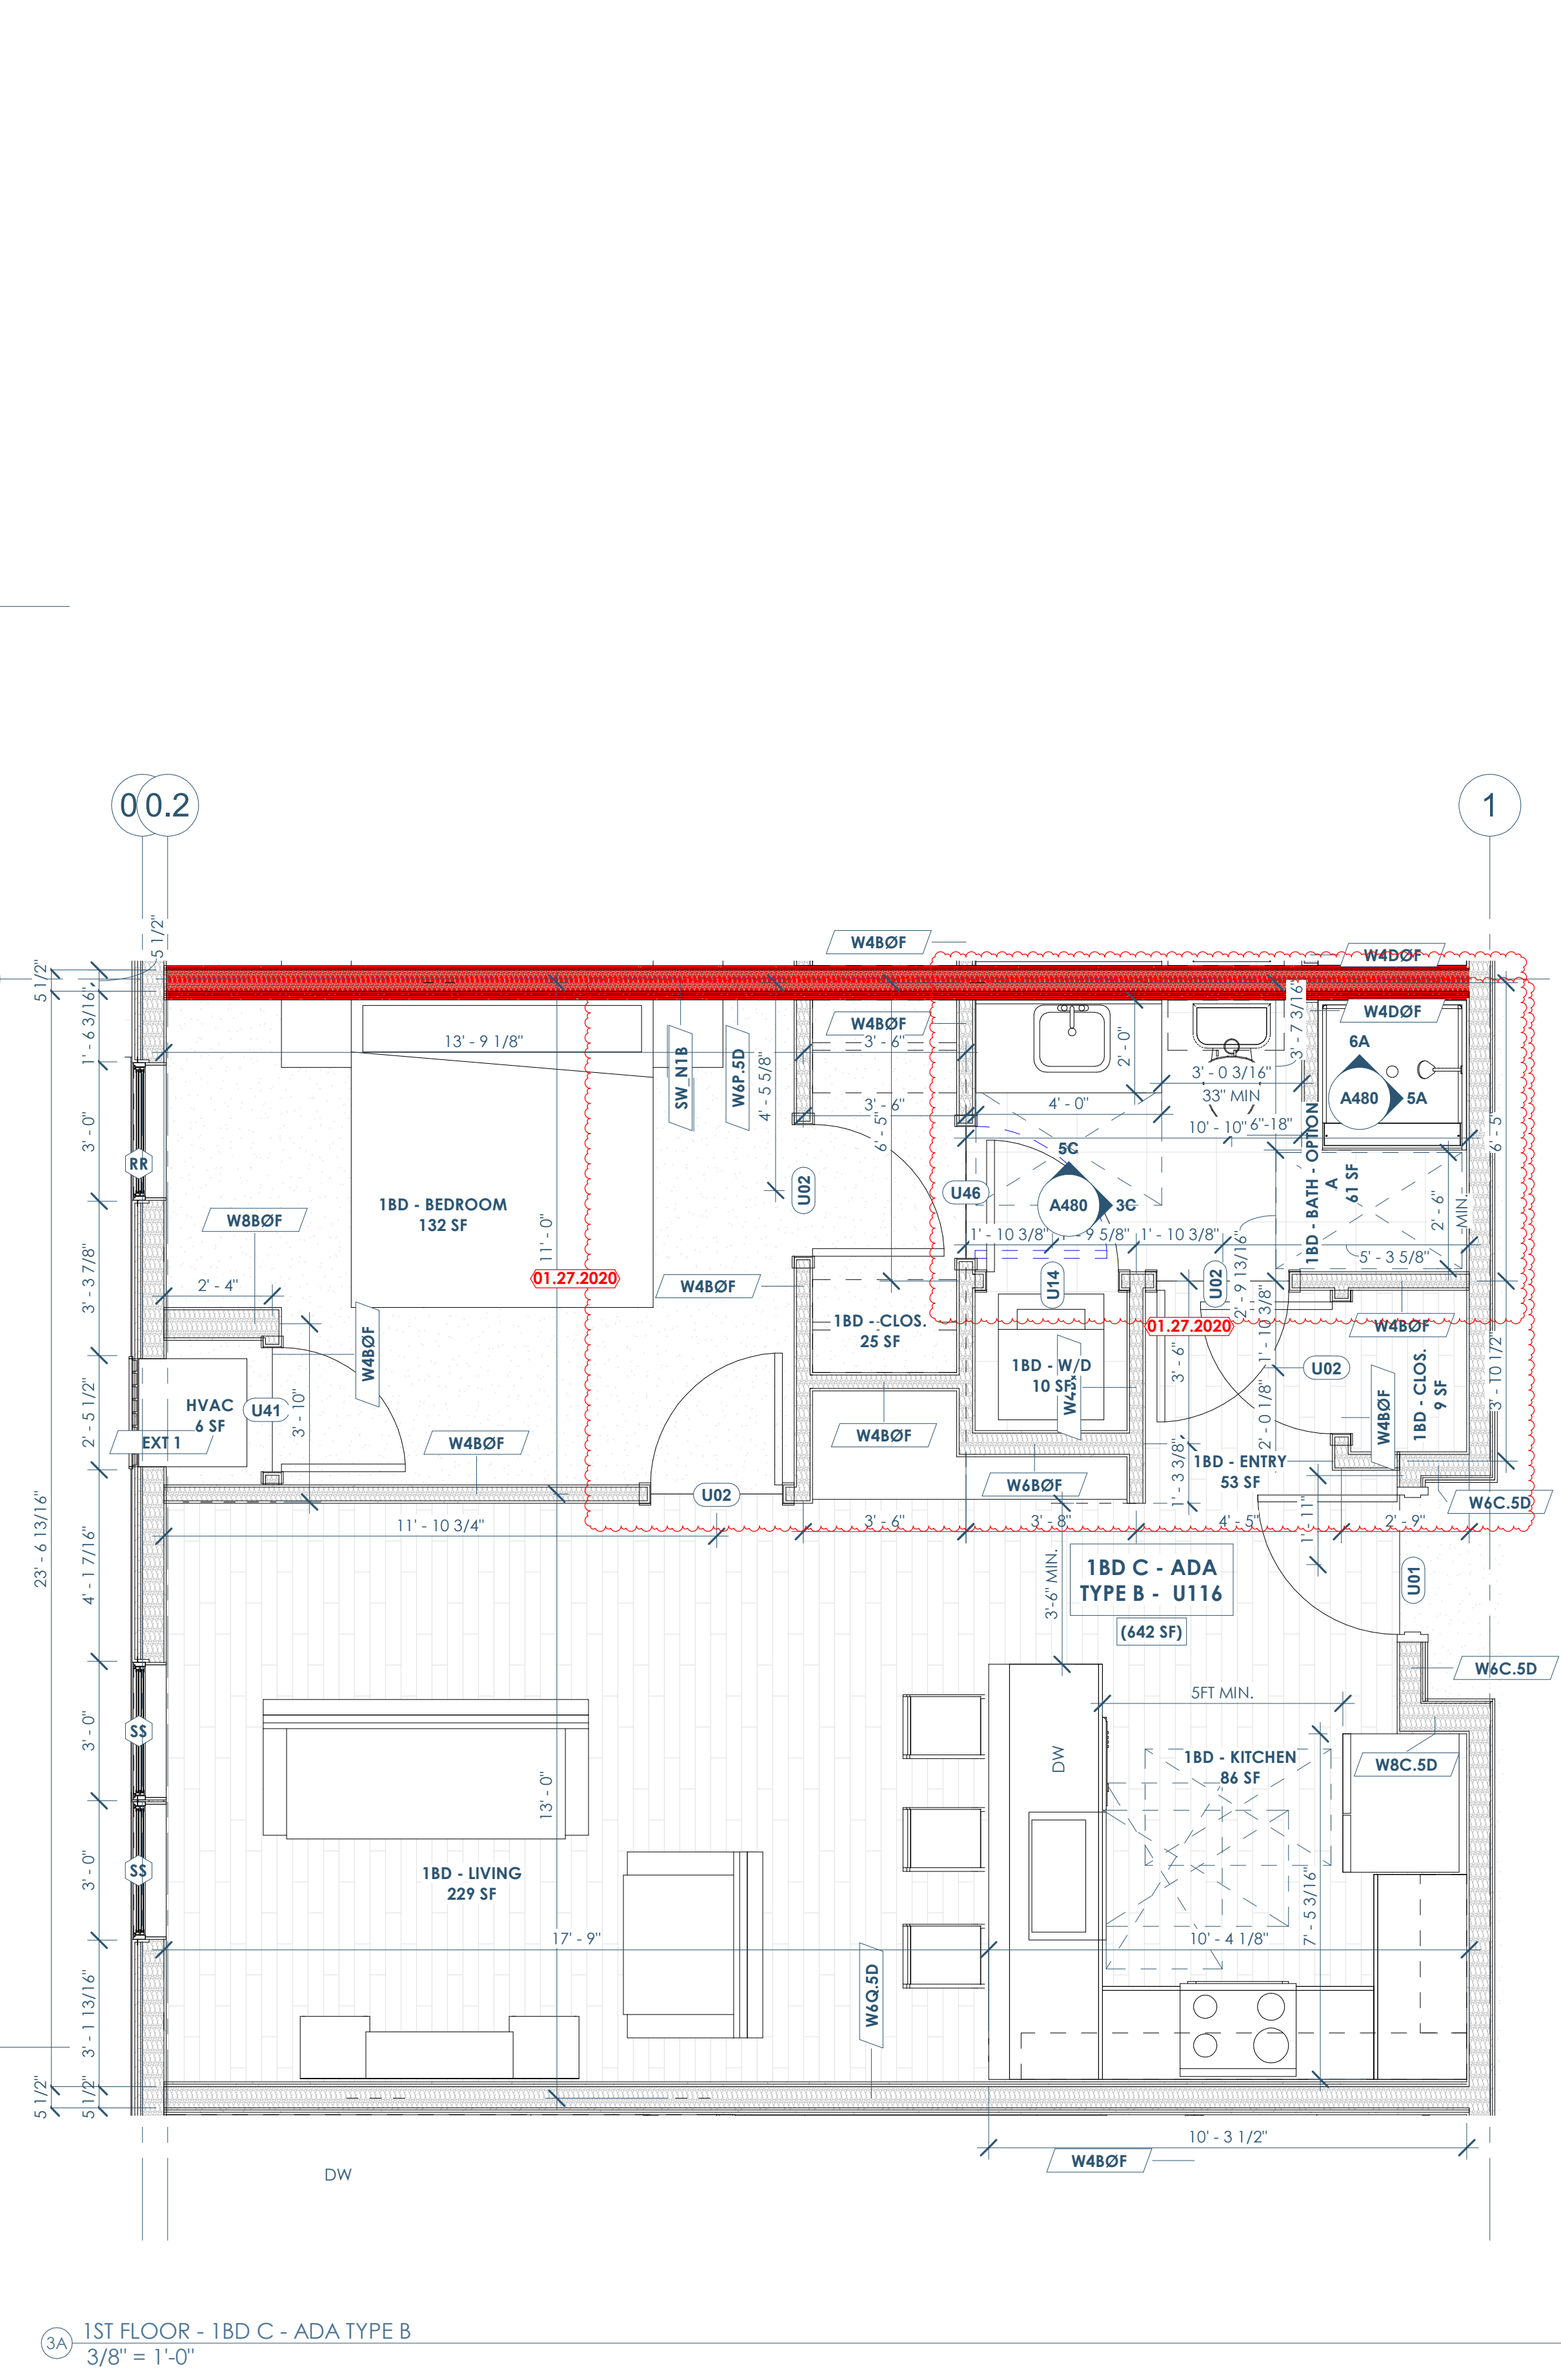 0
0.2
1
5 1/2"
W4BØF
W4DØF
5 1/2"
1' - 6 3/16"
13' - 9 1/8"
SW_N1B
W6P.5D
4' - 5 5/8"
W4BØF
3' - 6"
3' - 6"
6' - 5"
2' - 0"
4' - 0"
3' - 7 3/16"
3' - 0 3/16"
33" MIN
10' - 10"
6"-18"
W4DØF
6A
A480
5A
6' - 5"
3' - 0"
RR
1BD - BEDROOM
132 SF
11' - 0"
U02
U46
5C
A480
3C
1BD - BATH - OPTION
A
61 SF
2' - 6"
MIN.
W8BØF
3' - 3 7/8"
2' - 4"
01.27.2020
W4BØF
1' - 10 3/8"
- 9 5/8"
1' - 10 3/8"
2' - 9 13/16"
5' - 3 5/8"
U14
U02
1BD - CLOS.
25 SF
01.27.2020
W4BØF
W4BØF
3' - 10"
1BD - W/D
10 SF
3' - 6"
1' - 10 3/8"
U02
W4BØF
1BD - CLOS.
9 SF
3' - 10 1/2"
2' - 5 1/2"
HVAC
6 SF
U41
EXT 1
W4BØF
W4BØF
2' - 0 1/8"
1BD - ENTRY
53 SF
1' - 3 3/8"
W6BØF
U02
W6C.5D
11' - 10 3/4"
3' - 6"
3' - 8"
4' - 5"
1' - 11"
2' - 9"
23' - 6 13/16"
4' - 1 7/16"
3'-6" MIN.
1BD C - ADA
TYPE B - U116
(642 SF)
U01
W6C.5D
5FT MIN.
3' - 0"
SS
DW
1BD - KITCHEN
86 SF
W8C.5D
13' - 0"
3' - 0"
SS
1BD - LIVING
229 SF
17' - 9"
10' - 4 1/8"
7' - 5 3/16"
W6Q.5D
3' - 1 13/16"
5 1/2"
5 1/2"
10' - 3 1/2"
W4BØF
DW
3A
1ST FLOOR - 1BD C - ADA TYPE B
3/8" = 1'-0"